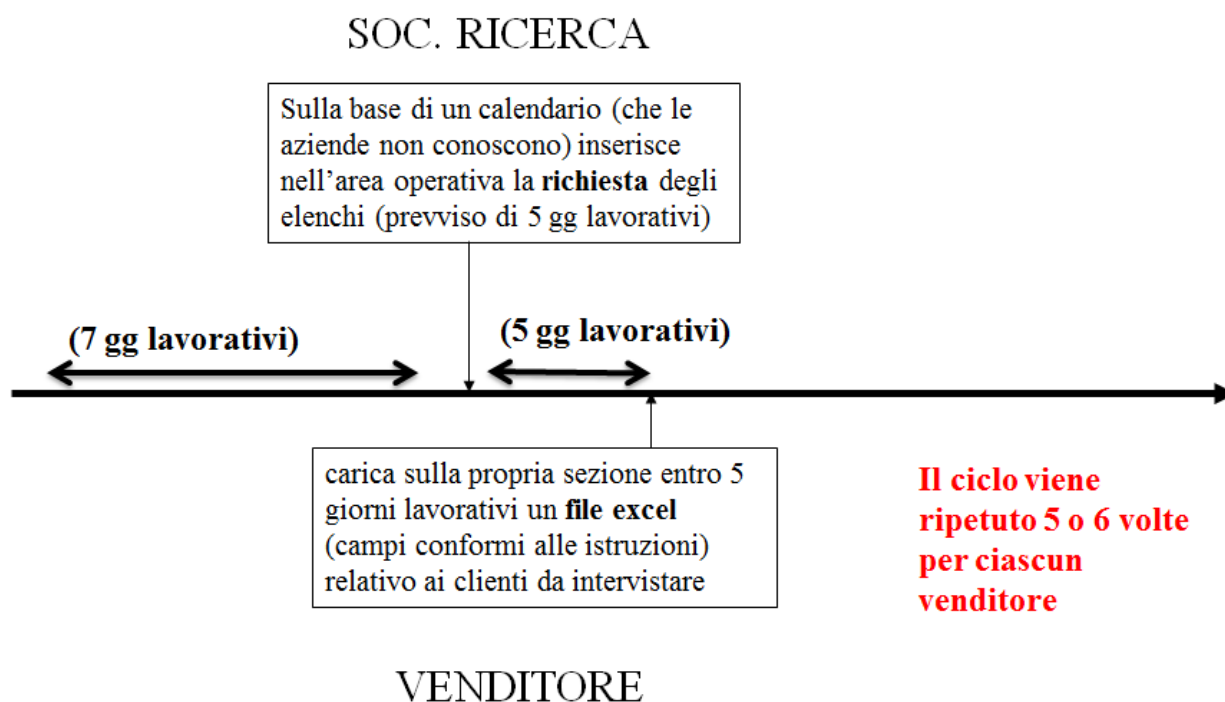 SOC. RICERCA
Sulla base di un calendario (che le
aziende non conoscono) inserisce
nell’area operativa la richiesta degli
elenchi (prevviso di 5 gg lavorativi)
(7 gg lavorativi)
(5 gg lavorativi)
carica sulla propria sezione entro 5
giorni lavorativi un file excel
(campi conformi alle istruzioni)
relativo ai clienti da intervistare
Il ciclo viene
ripetuto 5 o 6 volte
per ciascun
venditore
VENDITORE